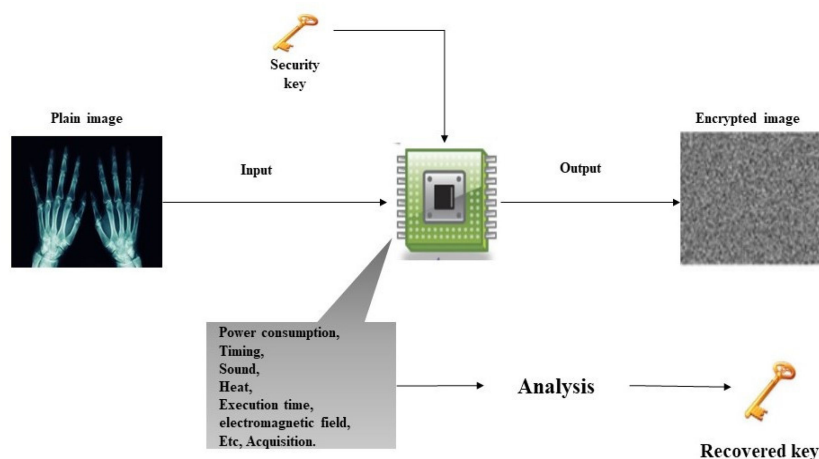 Security
key
Plain image
Encrypted image
Input
Output
Power consumption,
Timing,
Sound,
Heat,
Execution time,
electromagnetic field,
Etc, Acquisition.
Analysis
Recovered key